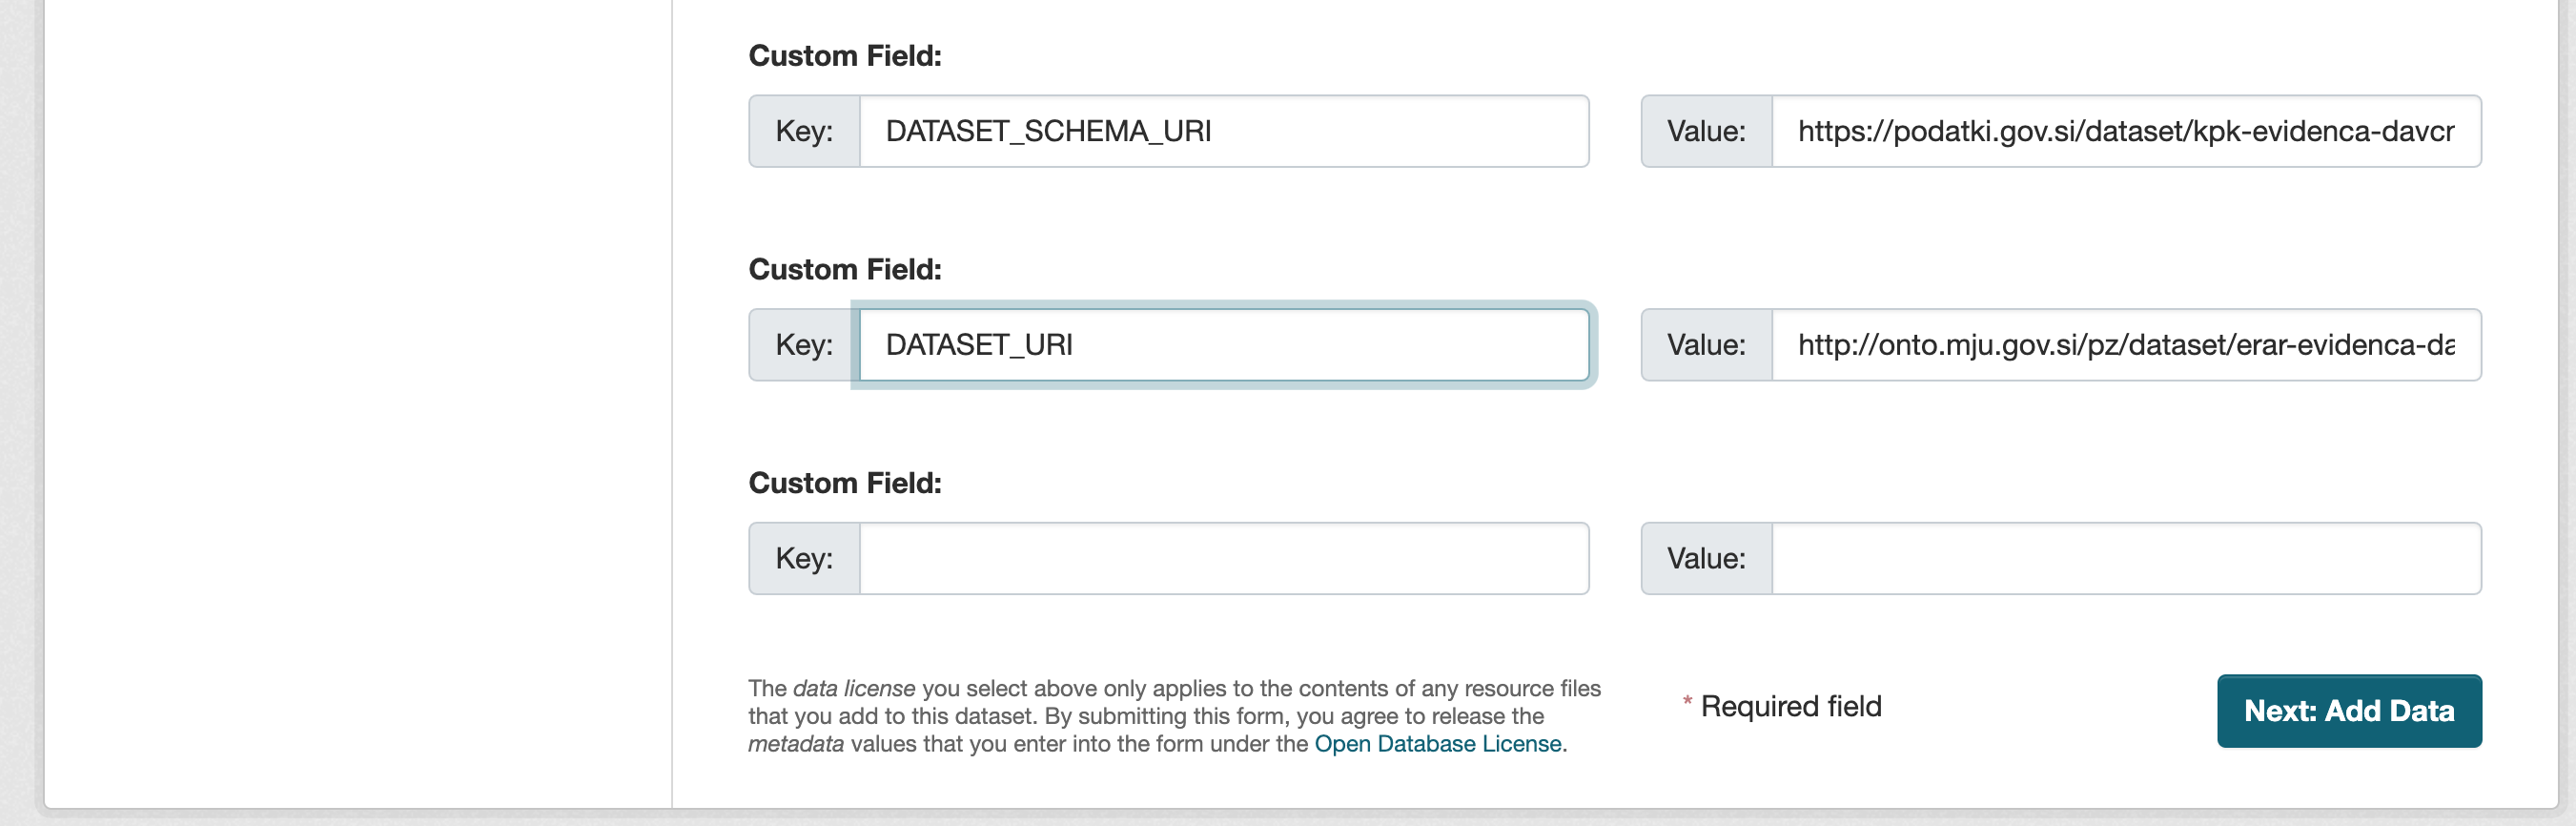 Custom Field:
Key: DATASET_SCHEMA_URI Value: https://podatki.gov.si/dataset/kpk-evidenca-davcr
Custom Field:
Key: DATASET_URI Value: http://onto.mju.gov.si/pz/dataset/erar-evidenca-da
Custom Field:
Key: Value:
The data license you select above only applies to the contents of any resource files
that you add to this dataset. By submitting this form, you agree to release the
metadata values that you enter into the form under the Open Database License.
* Required field
Next: Add Data